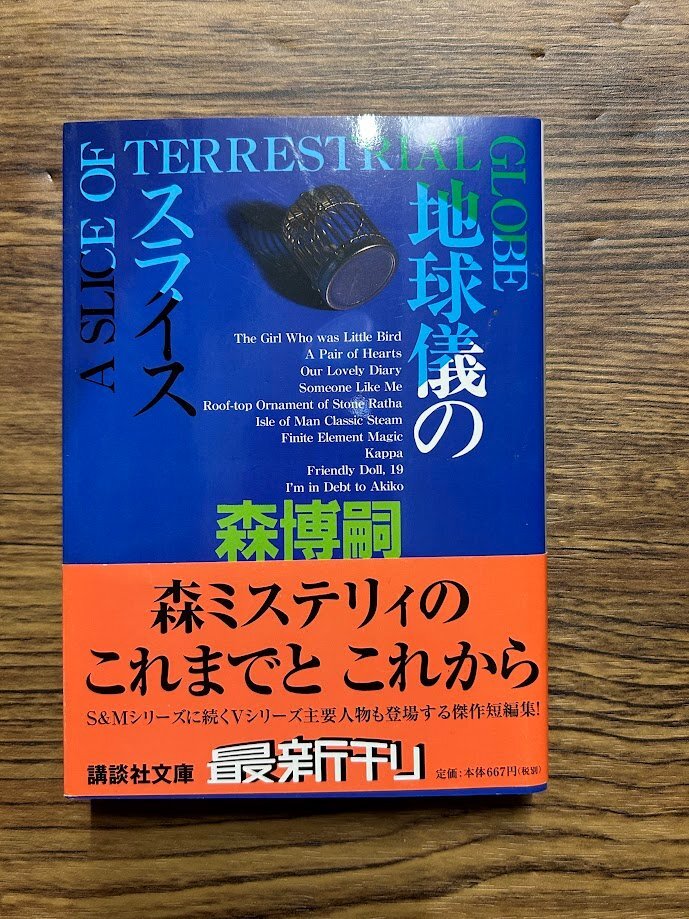 A SLICE OF TERRESTRIAL GLOBE
地球儀の
スライス
The Girl Who was Little Bird
A Pair of Hearts
Our Lovely Diary
Someone Like Me
Roof-top Ornament of Stone Ratha
Isle of Man Classic Steam
Finite Element Magic
Kappa
Friendly Doll, 19
I'm in Debt to Akiko
森博嗣
森ミステリィの
これまでと これから
S&Mシリーズに続くVシリーズ主要人物も登場する傑作短編集!
講談社文庫 最新刊 定価:本体667円(税別)